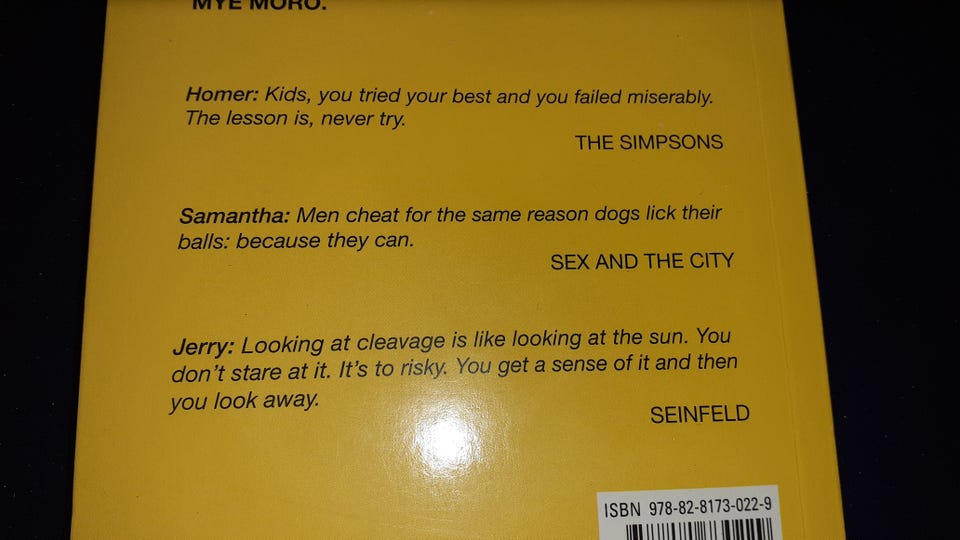 MYE MORO.
Homer: Kids, you tried your best and you failed miserably.
The lesson is, never try.
THE SIMPSONS
Samantha: Men cheat for the same reason dogs lick their
balls: because they can.
SEX AND THE CITY
Jerry: Looking at cleavage is like looking at the sun. You
don't stare at it. It's to risky. You get a sense of it and then
you look away.
SEINFELD
ISBN 978-82-8173-022-9